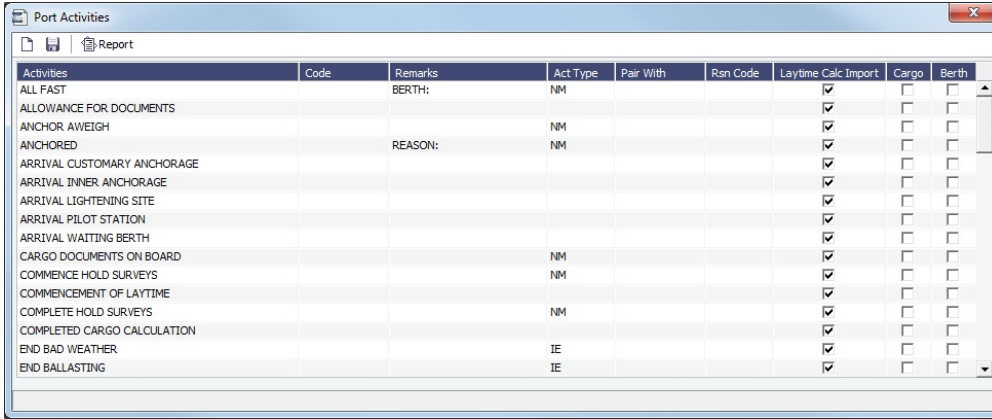 Port Activities
Report
Activities Code Remarks Act Type Pair With Rsn Code Laytime Calc Import Cargo Berth
ALL FAST BERTH: NM
ALLOWANCE FOR DOCUMENTS
ANCHOR AWEIGH NM
ANCHORED REASON: NM
ARRIVAL CUSTOMARY ANCHORAGE
ARRIVAL INNER ANCHORAGE
ARRIVAL LIGHTENING SITE
ARRIVAL PILOT STATION
ARRIVAL WAITING BERTH
CARGO DOCUMENTS ON BOARD NM
COMMENCE HOLD SURVEYS NM
COMMENCEMENT OF LAYTIME
COMPLETE HOLD SURVEYS NM
COMPLETED CARGO CALCULATION
END BAD WEATHER IE
END BALLASTING IE